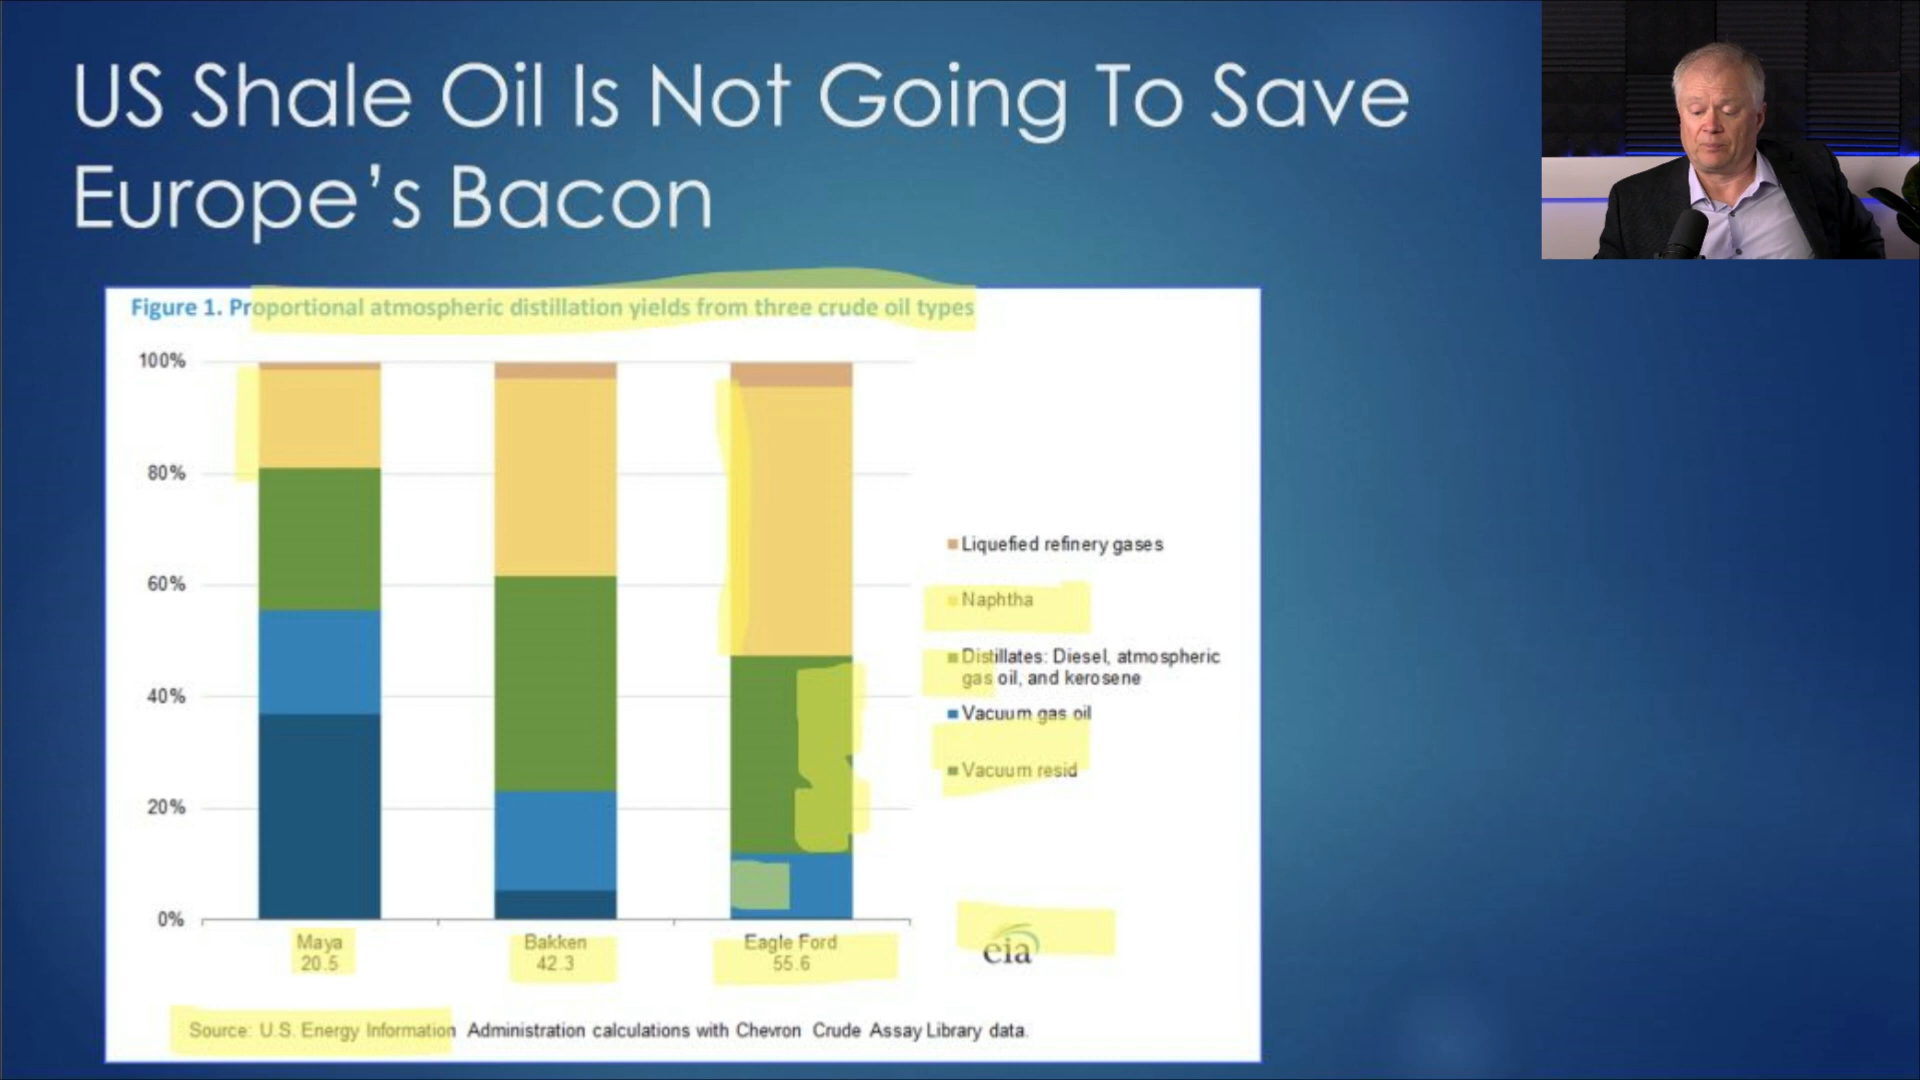 US Shale Oil Is Not Going To Save
Europe's Bacon
Figure 1. Proportional atmospheric distillation yields from three crude oil types
100%
80%
60%
40%
20%
0%
Liquefied refinery gases
Naphtha
Distillates: Diesel, atmospheric
gas oil, and kerosene
Vacuum gas oil
Vacuum resid
Maya
20.5
Bakken
42.3
Eagle Ford
55.6
eia
Source: U.S. Energy Information Administration calculations with Chevron Crude Assay Library data.